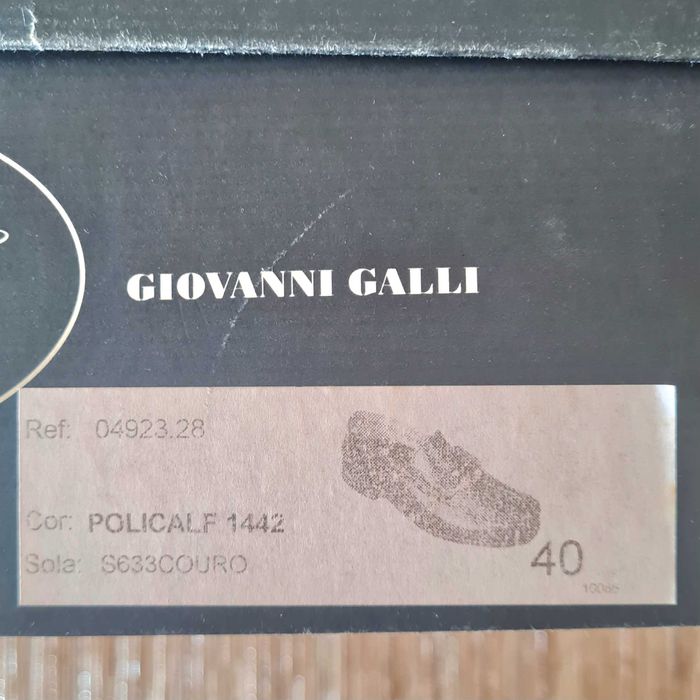 GIOVANNI GALLI
Ref: 04923.28
Cor: POLICALF 1442
Sola: S633COURO
40